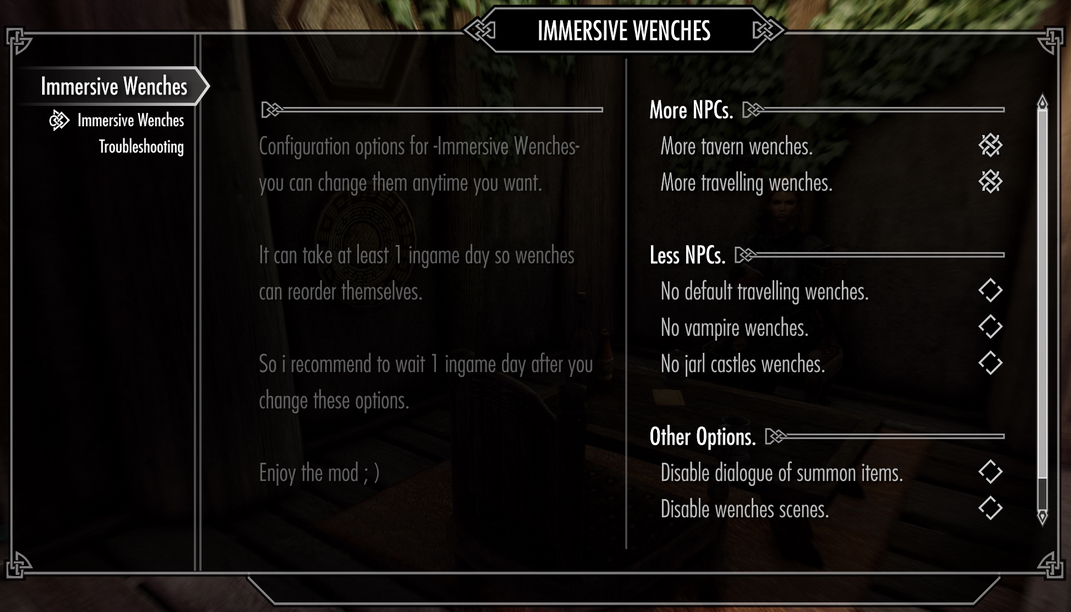 IMMERSIVE WENCHES
Immersive Wenches
Immersive Wenches
Troubleshooting
Configuration options for -Immersive Wenches-
you can change them anytime you want.
It can take at least 1 ingame day so wenches
can reorder themselves.
So i recommend to wait 1 ingame day after you
change these options.
Enjoy the mod ; )
More NPCs.
More tavern wenches.
More travelling wenches.
Less NPCs.
No default travelling wenches.
No vampire wenches.
No jarl castles wenches.
Other Options.
Disable dialogue of summon items.
Disable wenches scenes.